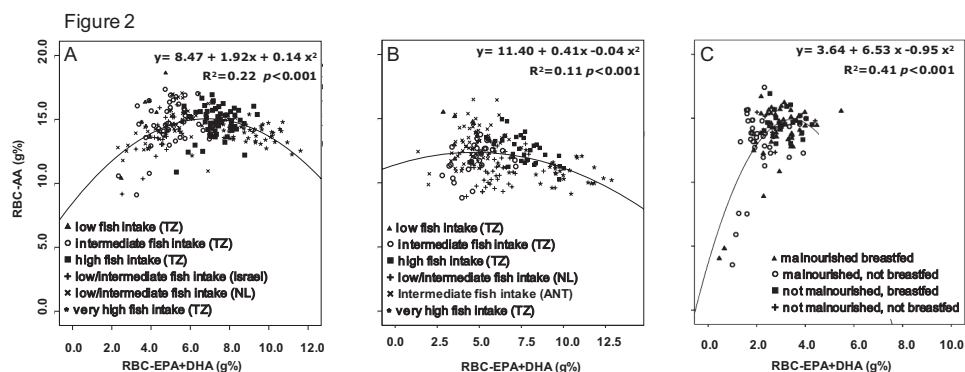 Figure 2
A
y= 8.47 + 1.92x + 0.14 x²
R²=0.22 p<0.001
RBC-AA (g%)
20.0
15.0
10.0
5.0
0.0
low fish intake (TZ)
intermediate fish intake (TZ)
high fish intake (TZ)
low/intermediate fish intake (Israel)
low/intermediate fish intake (NL)
very high fish intake (TZ)
0.0 2.0 4.0 6.0 8.0 10.0 12.0
RBC-EPA+DHA (g%)
B
y= 11.40 + 0.41x -0.04 x²
R²=0.11 p<0.001
low fish intake (TZ)
intermediate fish intake (TZ)
high fish intake (TZ)
low/intermediate fish intake (NL)
Intermediate fish intake (ANT)
very high fish intake (TZ)
0.0 2.5 5.0 7.5 10.0 12.5
RBC-EPA+DHA (g%)
C
y= 3.64 + 6.53 x -0.95 x²
R²=0.41 p<0.001
malnourished breastfed
malnourished, not breastfed
not malnourished, breastfed
not malnourished, not breastfed
0.0 2.0 4.0 6.0 8.0 10.0
RBC-EPA+DHA (g%)